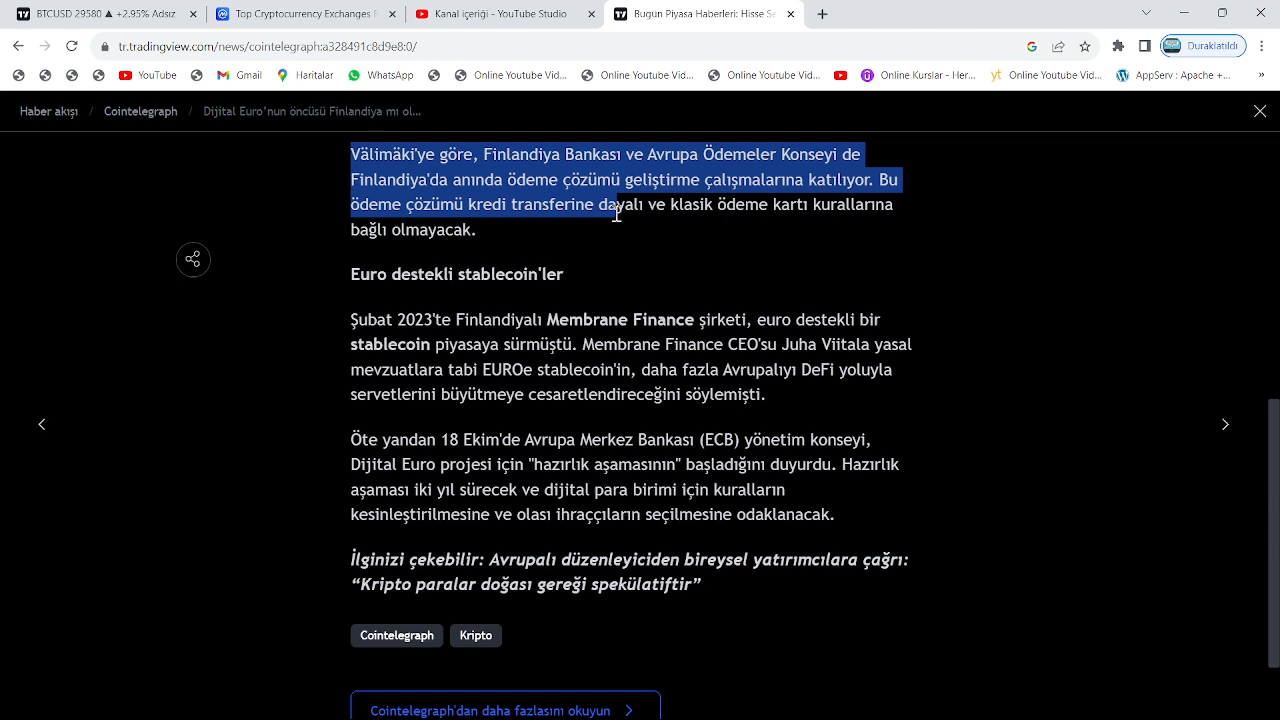 BTCUSD 29580 ▲ +2.95% Adsız
Top Cryptocurrency Exchanges R
Kanal içeriği - YouTube Studio
Bugün Piyasa Haberleri: Hisse Se
tr.tradingview.com/news/cointelegraph:a28491c8d9e8:0/
Duraklatıldı
YouTube
Gmail
Haritalar
WhatsApp
Online Youtube Vid...
Online Youtube Vid...
Online Youtube Vid...
Online Kurslar - Her...
Online Youtube Vid...
AppServ : Apache +...
»
Haber akışı / Cointelegraph / Dijital Euro'nun öncüsü Finlandiya mı ol...
Välimäki'ye göre, Finlandiya Bankası ve Avrupa Ödemeler Konseyi de
Finlandiya'da anında ödeme çözümü geliştirme çalışmalarına katılıyor. Bu
ödeme çözümü kredi transferine dayalı ve klasik ödeme kartı kurallarına
bağlı olmayacak.
Euro destekli stablecoin'ler
Şubat 2023'te Finlandiyalı Membrane Finance şirketi, euro destekli bir
stablecoin piyasaya sürmüştü. Membrane Finance CEO'su Juha Viitala yasal
mevzuatlara tabi EUROe stablecoin'in, daha fazla Avrupalıyı DeFi yoluyla
servetlerini büyütmeye cesaretlendireceğini söylemişti.
Öte yandan 18 Ekim'de Avrupa Merkez Bankası (ECB) yönetim konseyi,
Dijital Euro projesi için "hazırlık aşamasının" başladığını duyurdu. Hazırlık
aşaması iki yıl sürecek ve dijital para birimi için kuralların
kesinleştirilmesine ve olası ihraççıların seçilmesine odaklanacak.
İlginizi çekebilir: Avrupalı düzenleyiciden bireysel yatırımcılara çağrı:
“Kripto paralar doğası gereği spekülatiftir”
Cointelegraph
Kripto
Cointelegraph'dan daha fazlasını okuyun